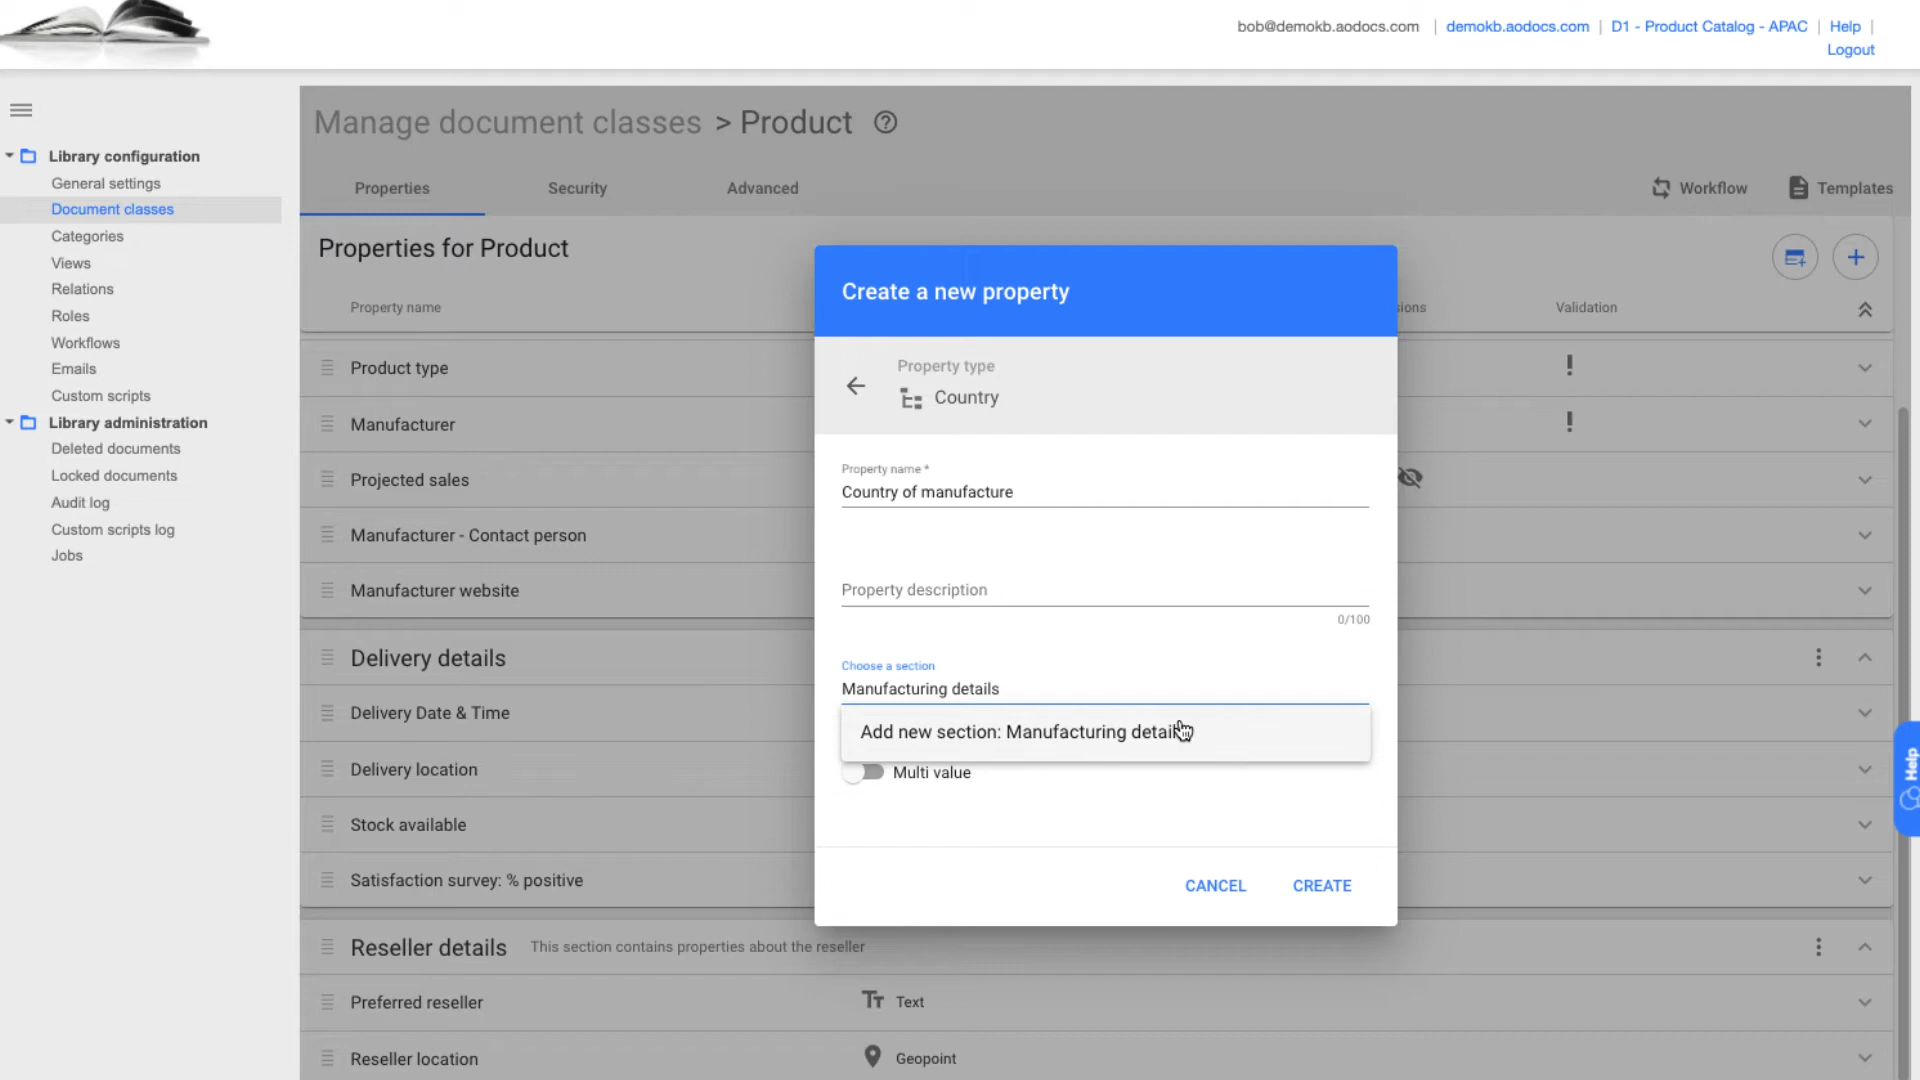 bob@demokb.aodocs.com | demokb.aodocs.com | D1 - Product Catalog - APAC | Help |
Logout
Manage document classes > Product
Library configuration
General settings
Document classes
Categories
Views
Relations
Roles
Workflows
Emails
Custom scripts
Library administration
Deleted documents
Locked documents
Audit log
Custom scripts log
Jobs
Properties Security Advanced Workflow Templates
Properties for Product
Property name ions Validation
Product type
Manufacturer
Projected sales
Manufacturer - Contact person
Manufacturer website
Delivery details
Delivery Date & Time
Delivery location
Stock available
Satisfaction survey: % positive
Reseller details This section contains properties about the reseller
Preferred reseller Text
Reseller location Geopoint
Create a new property
Property type
Country
Property name *
Country of manufacture
Property description
0/100
Choose a section
Manufacturing details
Add new section: Manufacturing details
Multi value
CANCEL CREATE
Help